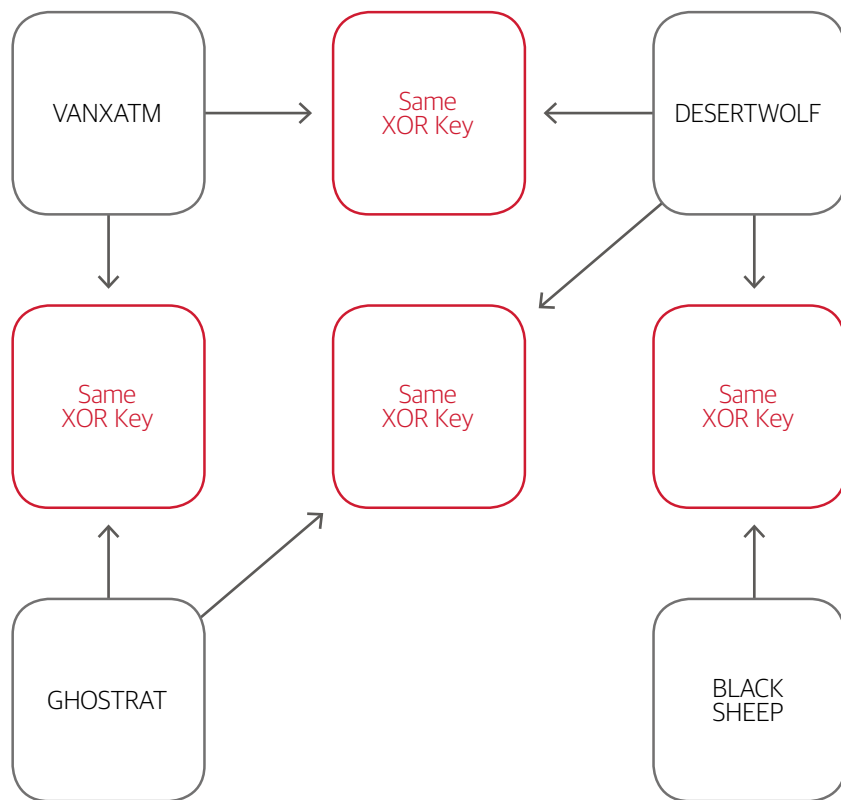 VANXATM
Same
XOR Key
DESERTWOLF
Same
XOR Key
Same
XOR Key
Same
XOR Key
GHOSTRAT
BLACK
SHEEP